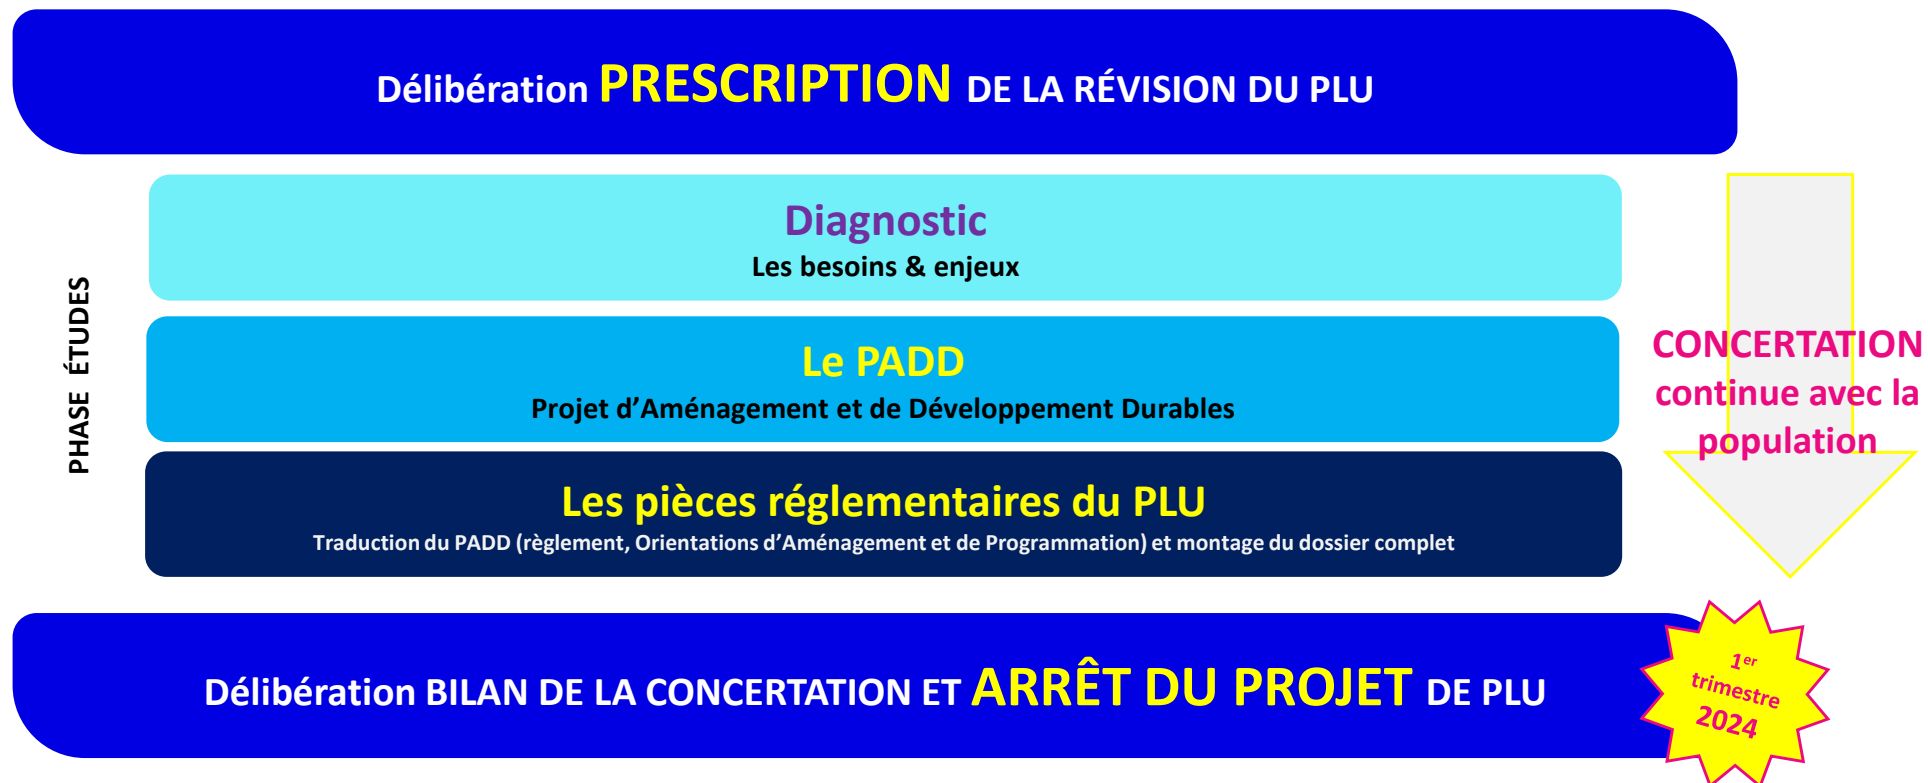 Délibération PRESCRIPTION DE LA RÉVISION DU PLU
PHASE ÉTUDES
Diagnostic
Les besoins & enjeux
Le PADD
Projet d’Aménagement et de Développement Durables
Les pièces réglementaires du PLU
Traduction du PADD (règlement, Orientations d’Aménagement et de Programmation) et montage du dossier complet
CONCERTATION
continue avec la
population
Délibération BILAN DE LA CONCERTATION ET ARRÊT DU PROJET DE PLU
1er
trimestre
2024